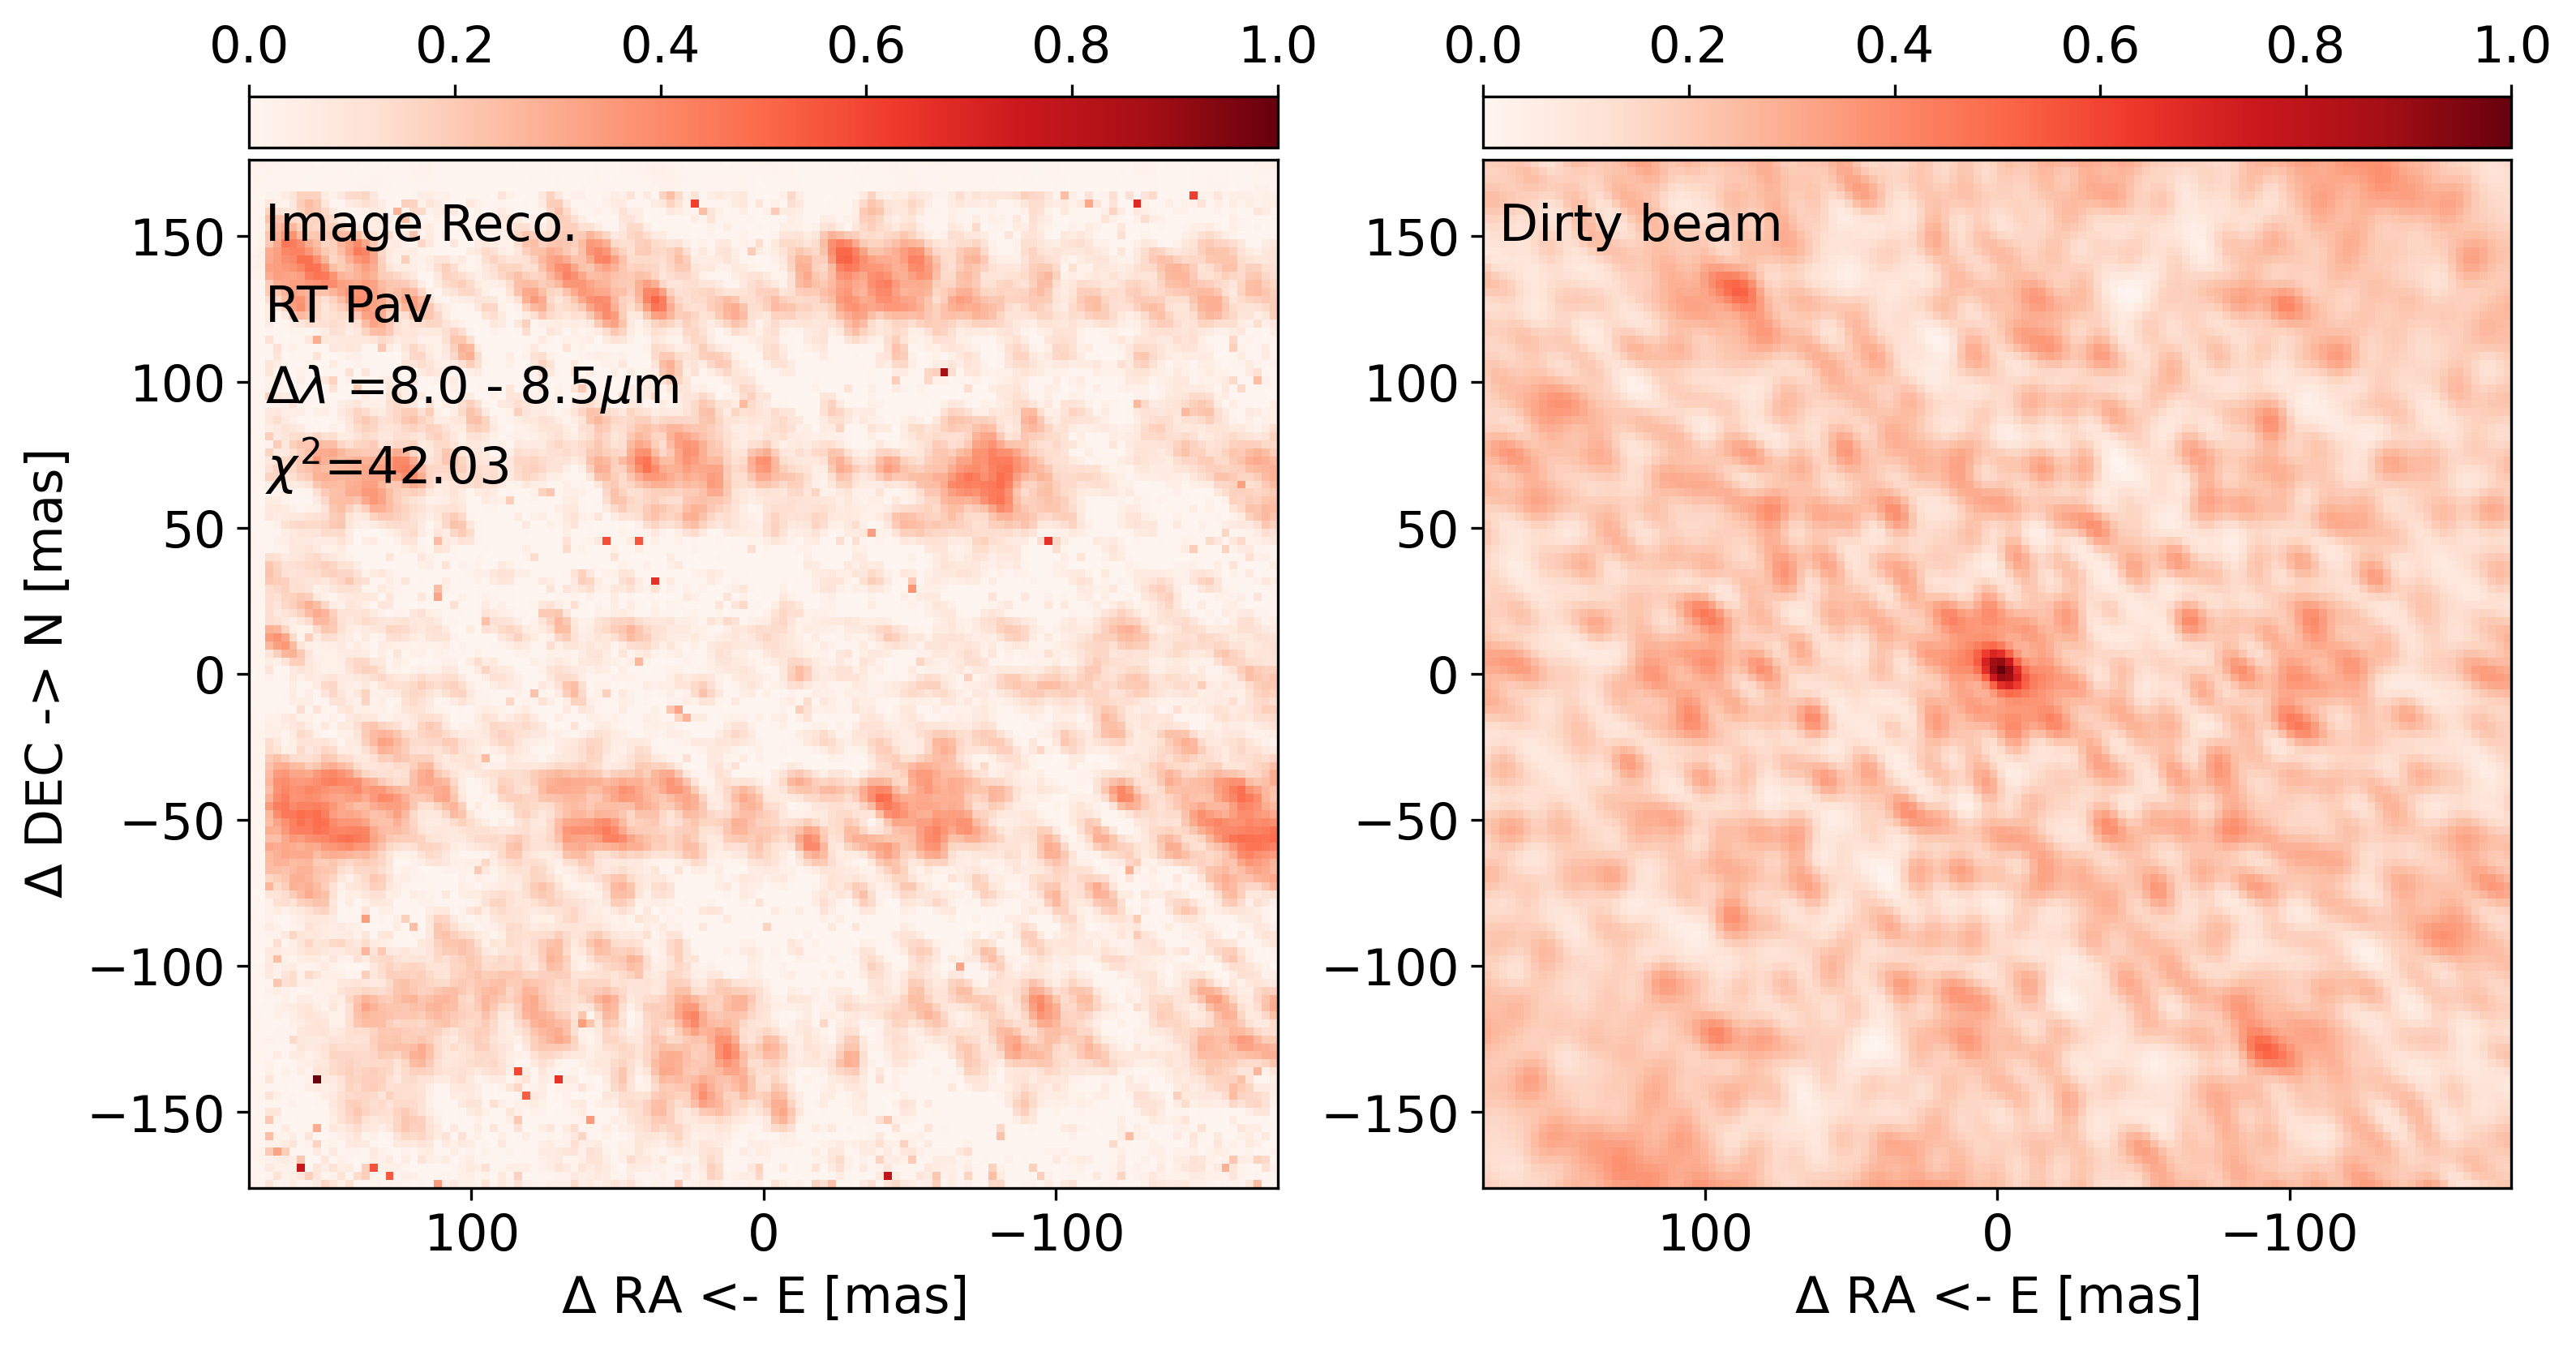 0.0 0.2 0.4 0.6 0.8 1.0
0.0 0.2 0.4 0.6 0.8 1.0
Image Reco.
RT Pav
Δλ =8.0 - 8.5μm
χ²=42.03
Dirty beam
150
100
50
0
−50
−100
−150
150
100
50
0
−50
−100
−150
Δ DEC -> N [mas]
100 0 −100
100 0 −100
Δ RA <- E [mas]
Δ RA <- E [mas]